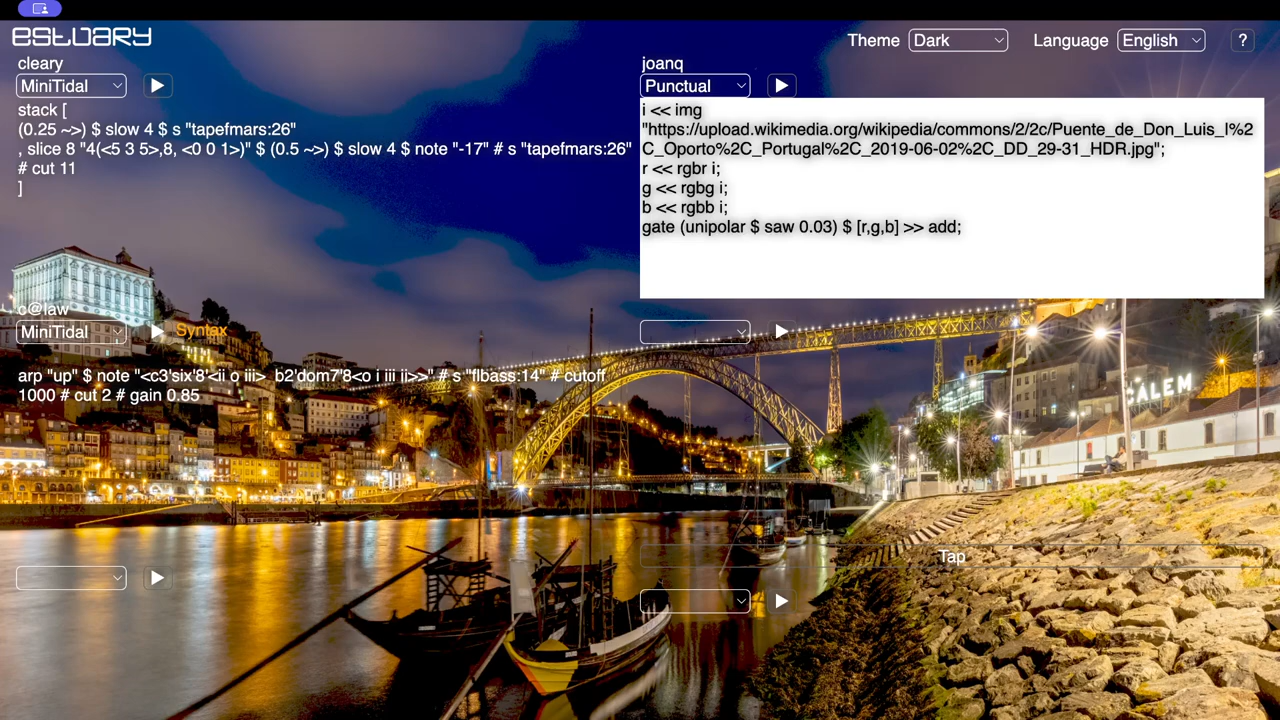 estuary
Theme Dark Language English ?
cleary
MiniTidal
stack [
(0.25 ~>) $ slow 4 $ s "tapefmars:26"
, slice 8 "4(<5 3 5>,8, <0 0 1>)" $ (0.5 ~>) $ slow 4 $ note "-17" # s "tapefmars:26"
# cut 11
]
joanq
Punctual
i << img
"https://upload.wikimedia.org/wikipedia/commons/2/2c/Puente_de_Don_Luis_I%2
C_Oporto%2C_Portugal%2C_2019-06-02%2C_DD_29-31_HDR.jpg";
r << rgbr i;
g << rgbg i;
b << rgbb i;
gate (unipolar $ saw 0.03) $ [r,g,b] >> add;
c@law
MiniTidal Syntax
arp "up" $ note "<c3'six'8'<ii o iii>  b2'dom7'8<o i iii ii>>" # s "flbass:14" # cutoff
1000 # cut 2 # gain 0.85
CALEM
Tap